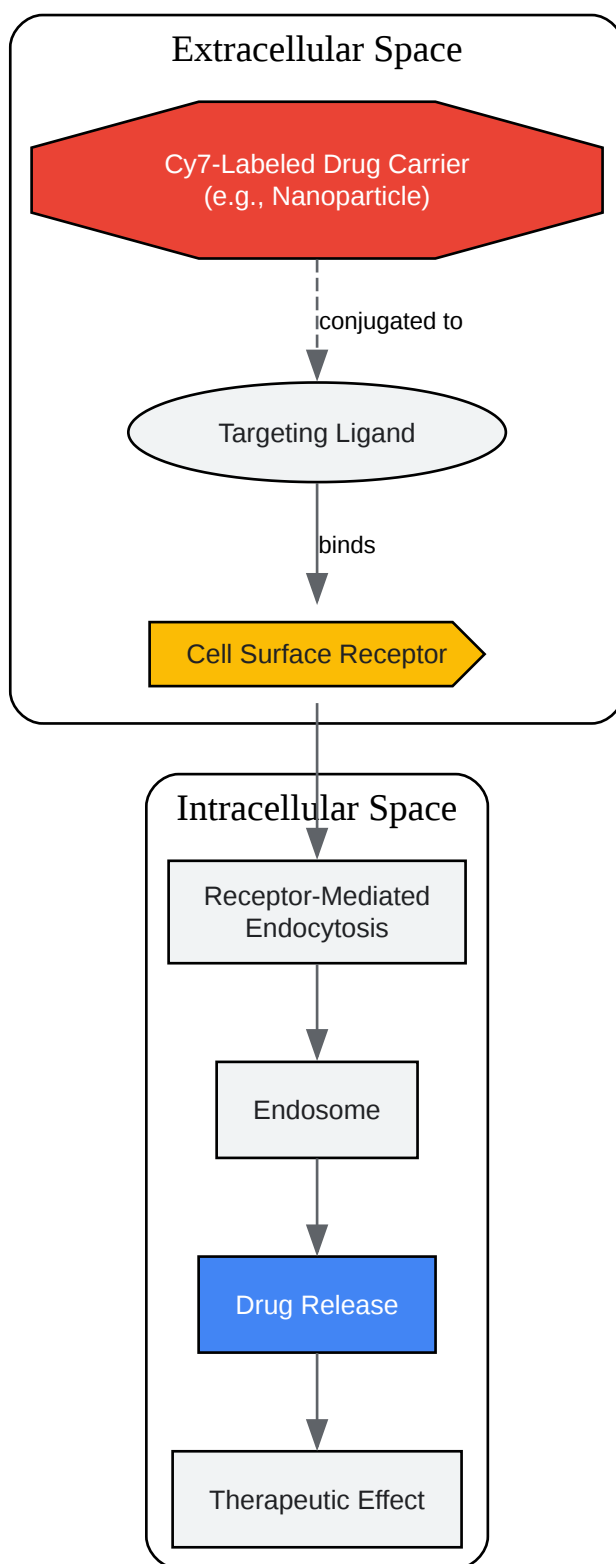 Extracellular Space
Cy7-Labeled Drug Carrier
(e.g., Nanoparticle)
conjugated to
Targeting Ligand
binds
Cell Surface Receptor
Intracellular Space
Receptor-Mediated
Endocytosis
Endosome
Drug Release
Therapeutic Effect